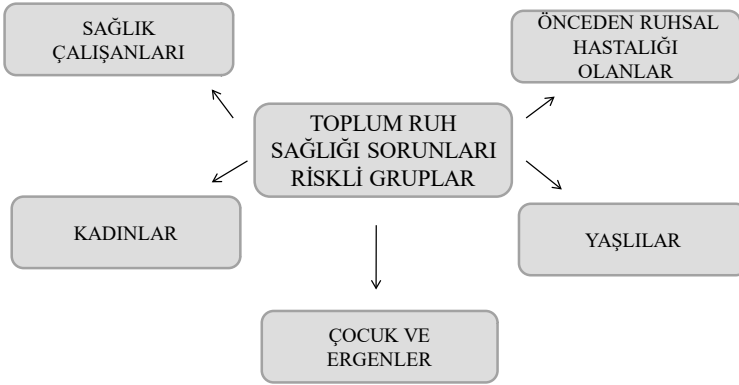 SAĞLIK
ÇALIŞANLARI
ÖNCEDEN RUHSAL
HASTALIĞI
OLANLAR
TOPLUM RUH
SAĞLIĞI SORUNLARI
RİSKLİ GRUPLAR
KADINLAR
YAŞLILAR
ÇOCUK VE
ERGENLER